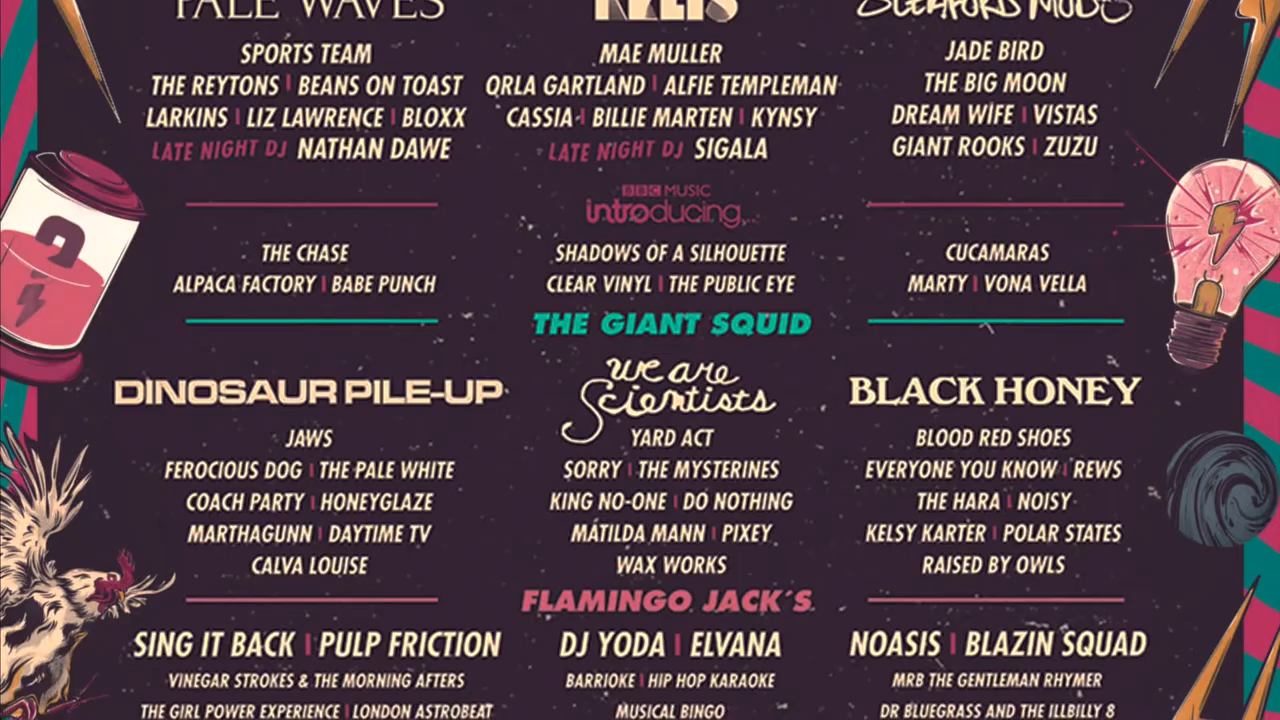 PALE WAVES
KELIS
SLEAFORD MODS
SPORTS TEAM
THE REYTONS | BEANS ON TOAST
LARKINS | LIZ LAWRENCE | BLOXX
LATE NIGHT DJ NATHAN DAWE
MAE MULLER
ORLA GARTLAND | ALFIE TEMPLEMAN
CASSIA | BILLIE MARTEN | KYNSY
LATE NIGHT DJ SIGALA
JADE BIRD
THE BIG MOON
DREAM WIFE | VISTAS
GIANT ROOKS | ZUZU
BBC MUSIC
introducing...
THE CHASE
ALPACA FACTORY | BABE PUNCH
SHADOWS OF A SILHOUETTE
CLEAR VINYL | THE PUBLIC EYE
CUCAMARAS
MARTY | VONA VELLA
THE GIANT SQUID
DINOSAUR PILE-UP
JAWS
FEROCIOUS DOG | THE PALE WHITE
COACH PARTY | HONEYGLAZE
MARTHAGUNN | DAYTIME TV
CALVA LOUISE
we are
Scientists
YARD ACT
SORRY | THE MYSTERINES
KING NO-ONE | DO NOTHING
MATILDA MANN | PIXEY
WAX WORKS
BLACK HONEY
BLOOD RED SHOES
EVERYONE YOU KNOW | REWS
THE HARA | NOISY
KELSY KARTER | POLAR STATES
RAISED BY OWLS
FLAMINGO JACK´S
SING IT BACK | PULP FRICTION
VINEGAR STROKES & THE MORNING AFTERS
THE GIRL POWER EXPERIENCE | LONDON ASTROBEAT
DJ YODA | ELVANA
BARRIOKE | HIP HOP KARAOKE
MUSICAL BINGO
NOASIS | BLAZIN SQUAD
MRB THE GENTLEMAN RHYMER
DR BLUEGRASS AND THE ILLBILLY 8